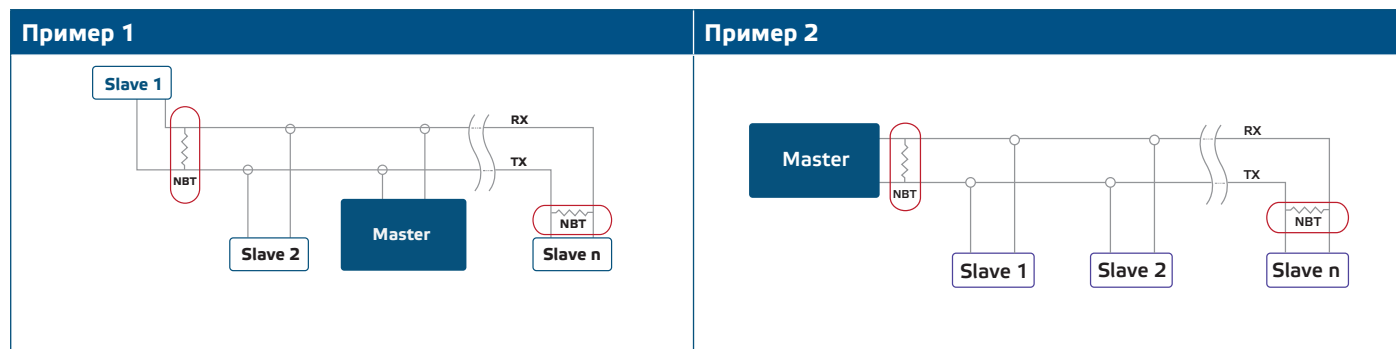 Пример 1
Slave 1
RX
TX
NBT
NBT
Slave 2
Master
Slave n
Пример 2
RX
Master
TX
NBT
NBT
Slave 1
Slave 2
Slave n